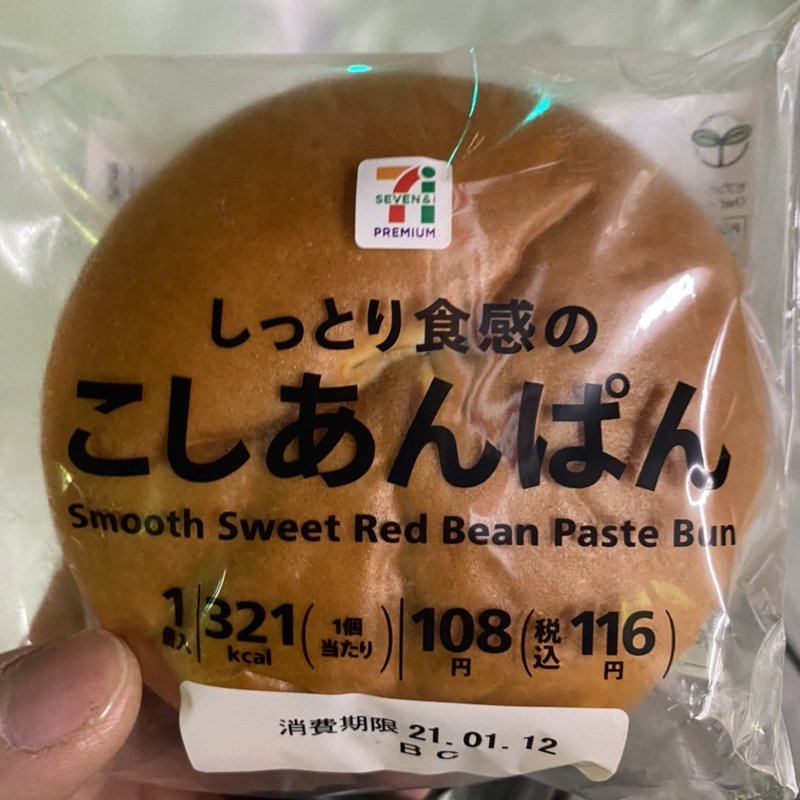 SEVEN&i
PREMIUM
しっとり食感の
こしあんぱん
Smooth Sweet Red Bean Paste Bun
1個入 321kcal (1個当たり) 108円 (税込116円)
消費期限 21.01.12
BC